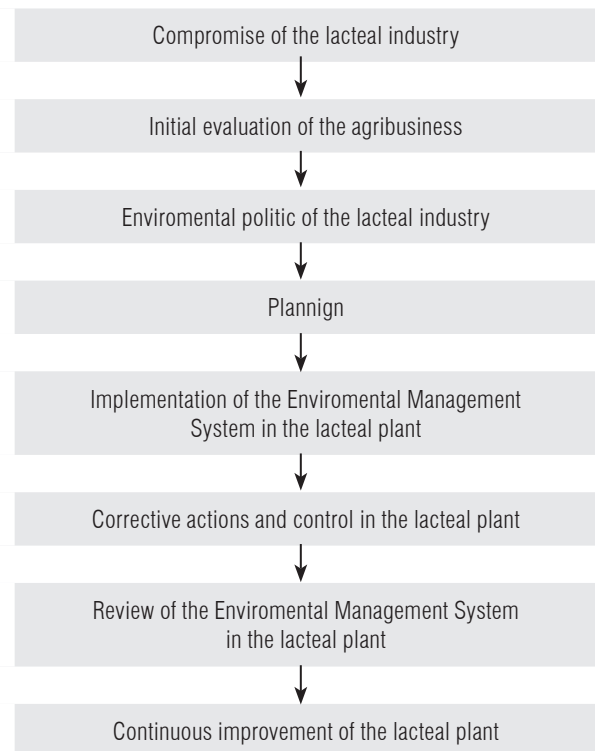 Compromise of the lacteal industry
Initial evaluation of the agribusiness
Enviromental politic of the lacteal industry
Plannign
Implementation of the Enviromental Management
System in the lacteal plant
Corrective actions and control in the lacteal plant
Review of the Enviromental Management System
in the lacteal plant
Continuous improvement of the lacteal plant